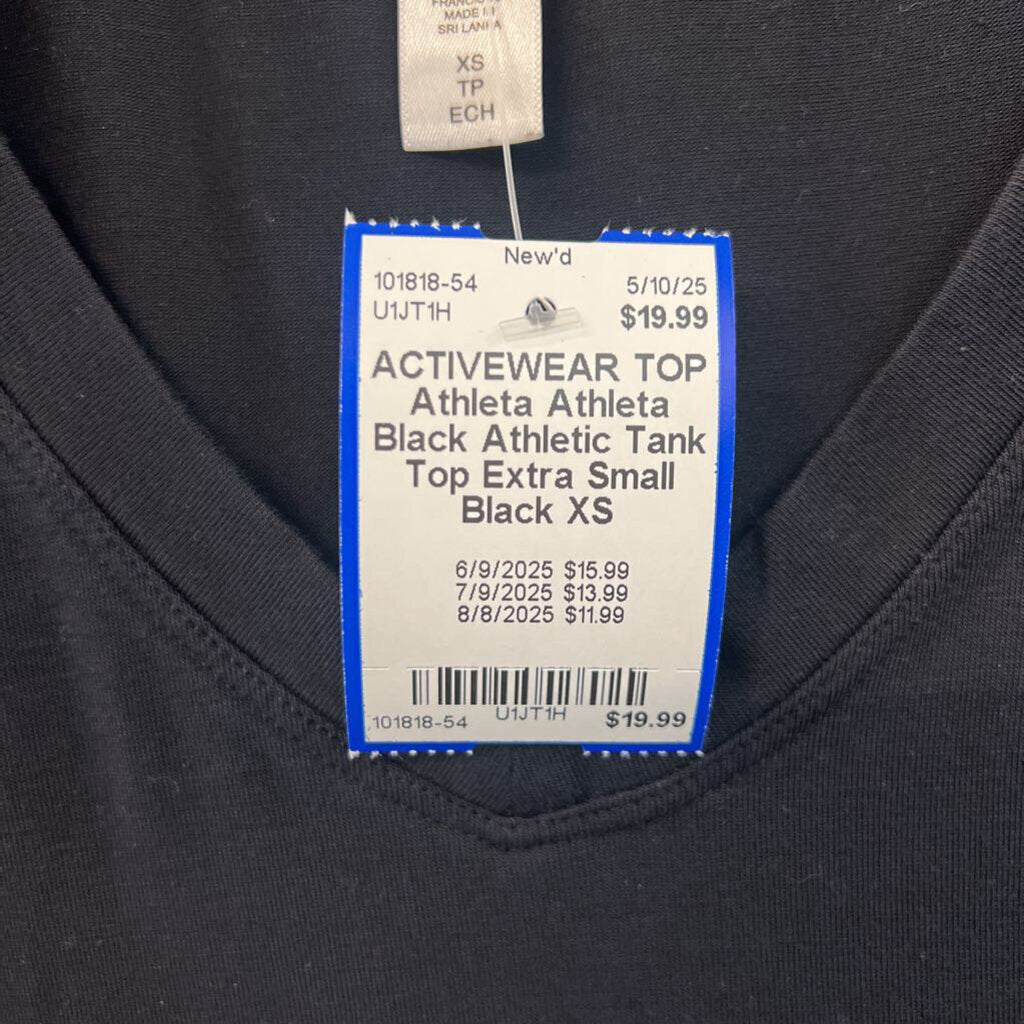 MADE I
SRI LANKA
XS
TP
ECH
New'd
101818-54 5/10/25
U1JT1H $19.99
ACTIVEWEAR TOP
Athleta Athleta
Black Athletic Tank
Top Extra Small
Black XS
6/9/2025 $15.99
7/9/2025 $13.99
8/8/2025 $11.99
101818-54 U1JT1H $19.99